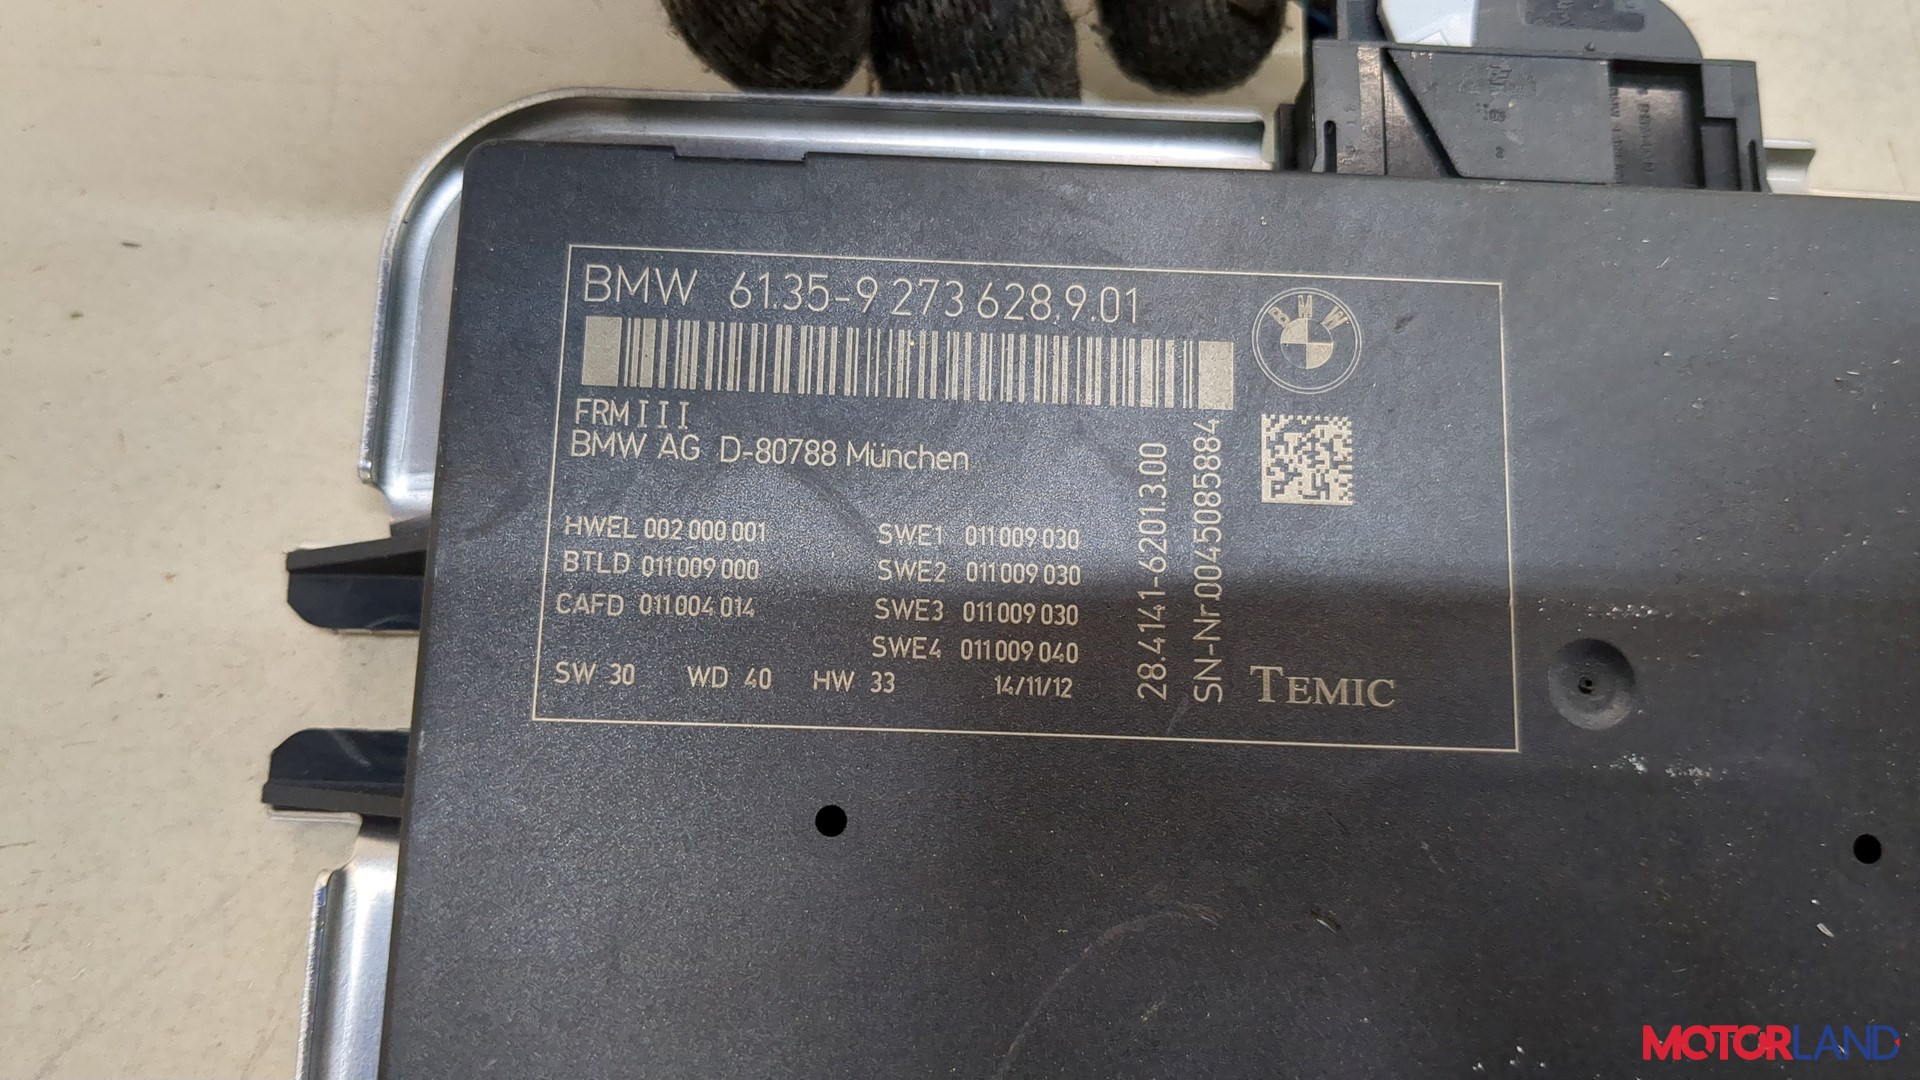 BMW 61.35-9 273 628.9.01
BMW
FRM III
BMW AG D-80788 München
HWEL 002 000 001
BTLD 011 009 000
CAFD 011 004 014
SWE1 011 009 030
SWE2 011 009 030
SWE3 011 009 030
SWE4 011 009 040
SW 30 WD 40 HW 33 14/11/12
28.4141-6201.3.00
SN-Nr.0045085884
TEMIC
MOTORLAND